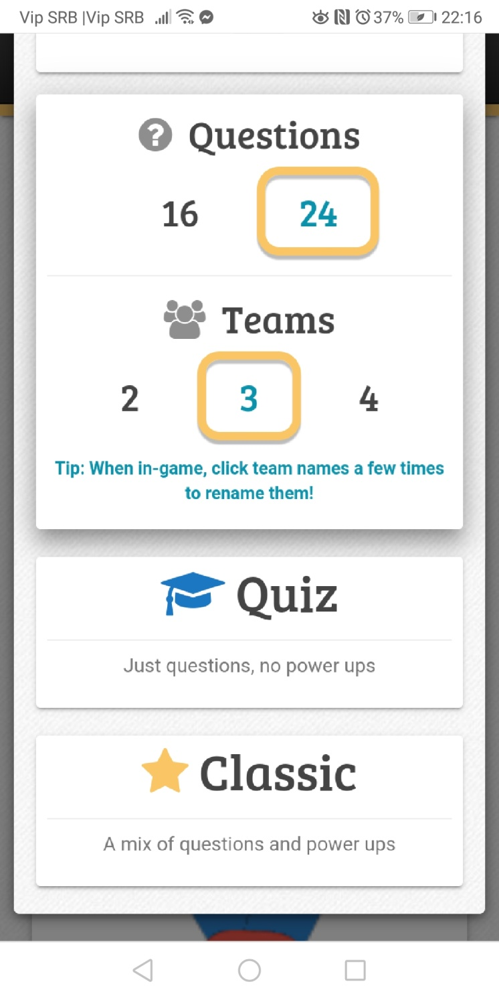 Vip SRB |Vip SRB 37% 22:16
? Questions
16 24
Teams
2 3 4
Tip: When in-game, click team names a few times
to rename them!
Quiz
Just questions, no power ups
Classic
A mix of questions and power ups